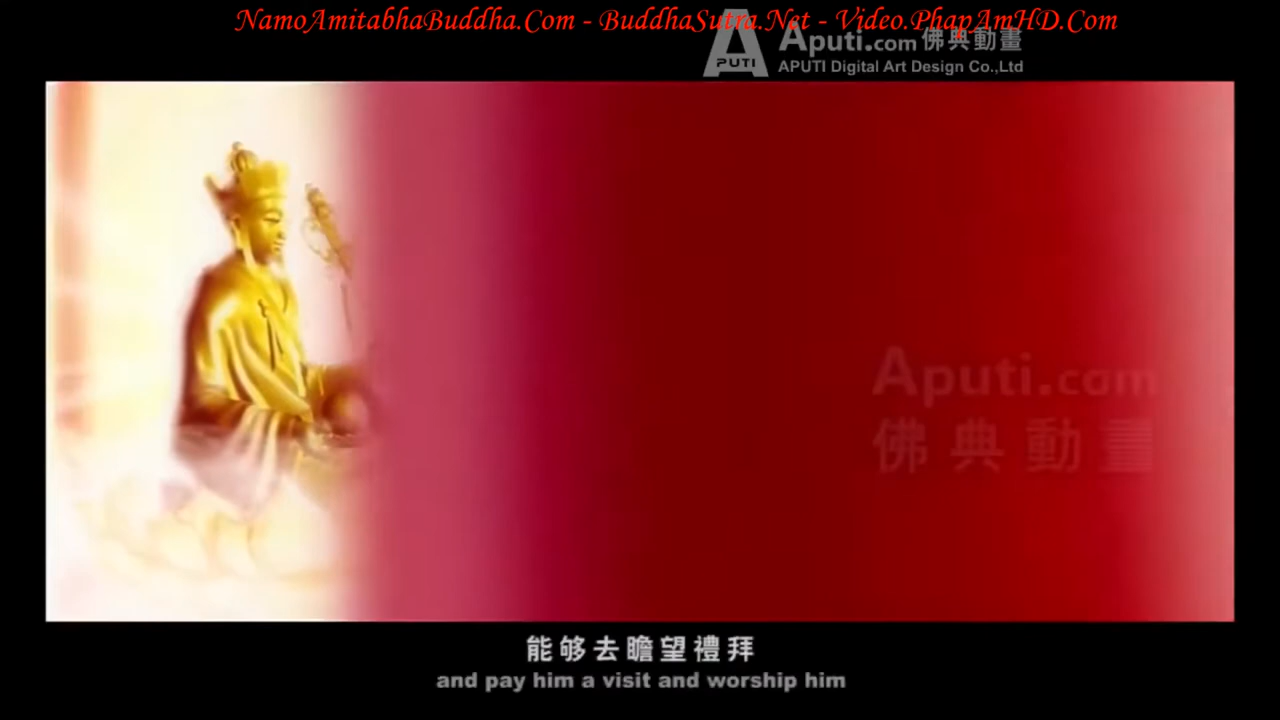 NamoAmitabhaBuddha.Com - BuddhaSutra.Net - Video.PhapAmHD.Com
Aputi.com 佛典動畫
PUTI
APUTI Digital Art Design Co.,Ltd
Aputi.com
佛典動畫
能够去瞻望禮拜
and pay him a visit and worship him